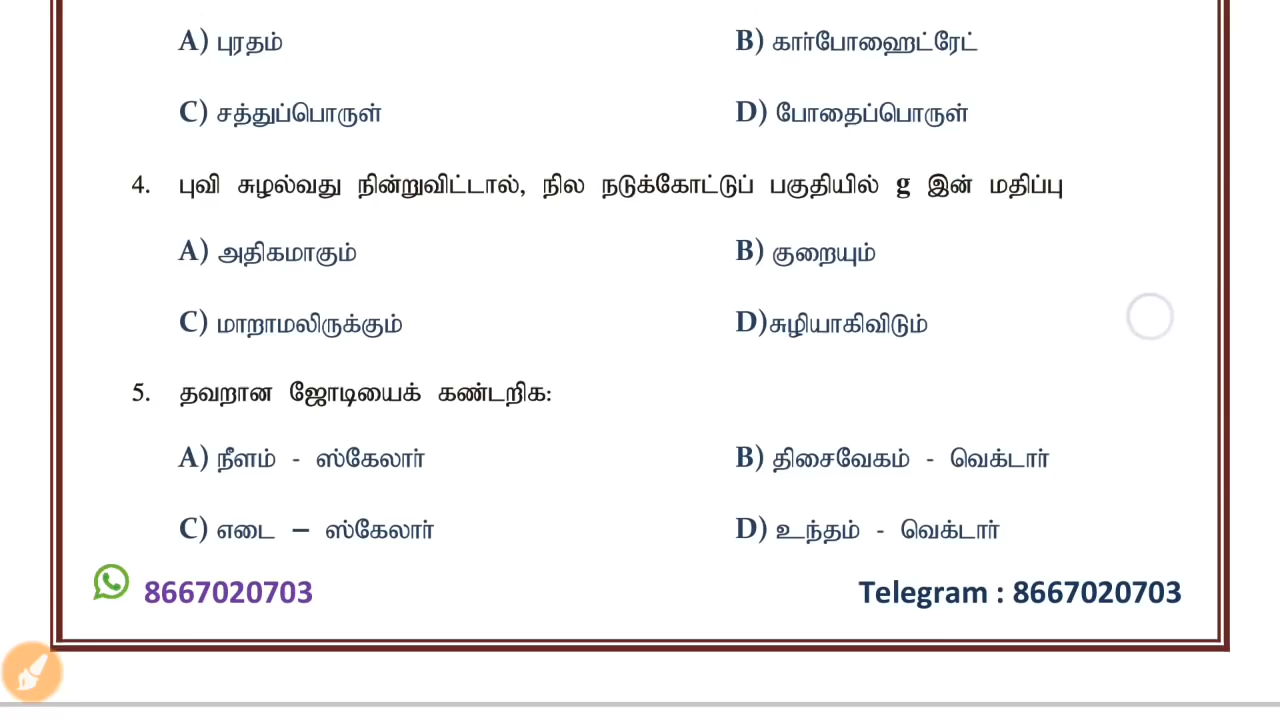 A) புரதம் B) கார்போஹைட்ரேட்
C) சத்துப்பொருள் D) போதைப்பொருள்
4. புவி சுழல்வது நின்றுவிட்டால், நில நடுக்கோட்டுப் பகுதியில் g இன் மதிப்பு
A) அதிகமாகும் B) குறையும்
C) மாறாமலிருக்கும் D)சுழியாகிவிடும்
5. தவறான ஜோடியைக் கண்டறிக:
A) நீளம் - ஸ்கேலார் B) திசைவேகம் - வெக்டார்
C) எடை – ஸ்கேலார் D) உந்தம் - வெக்டார்
8667020703 Telegram : 8667020703